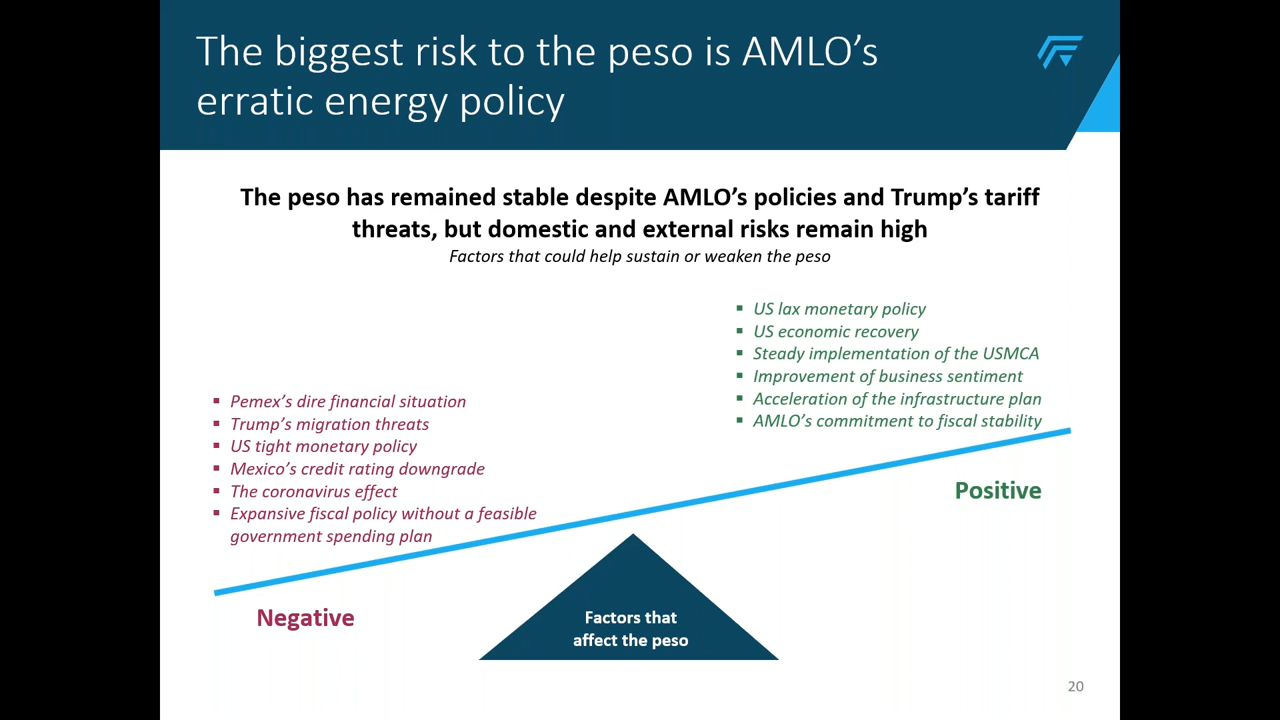 The biggest risk to the peso is AMLO’s
erratic energy policy
The peso has remained stable despite AMLO’s policies and Trump’s tariff
threats, but domestic and external risks remain high
Factors that could help sustain or weaken the peso
▪ US lax monetary policy
▪ US economic recovery
▪ Steady implementation of the USMCA
▪ Improvement of business sentiment
▪ Acceleration of the infrastructure plan
▪ AMLO’s commitment to fiscal stability
▪ Pemex’s dire financial situation
▪ Trump’s migration threats
▪ US tight monetary policy
▪ Mexico’s credit rating downgrade
▪ The coronavirus effect
▪ Expansive fiscal policy without a feasible
government spending plan
Positive
Negative
Factors that
affect the peso
20